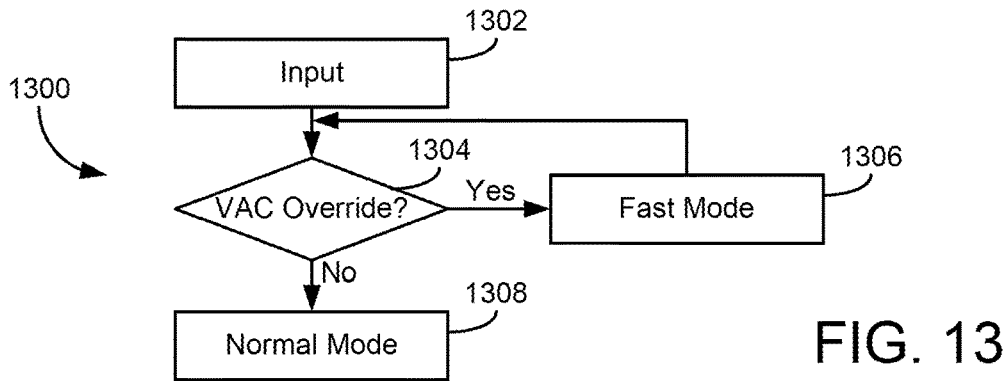 1302
Input
1300
1304
1306
VAC Override?
Yes
Fast Mode
No
1308
Normal Mode
FIG. 13